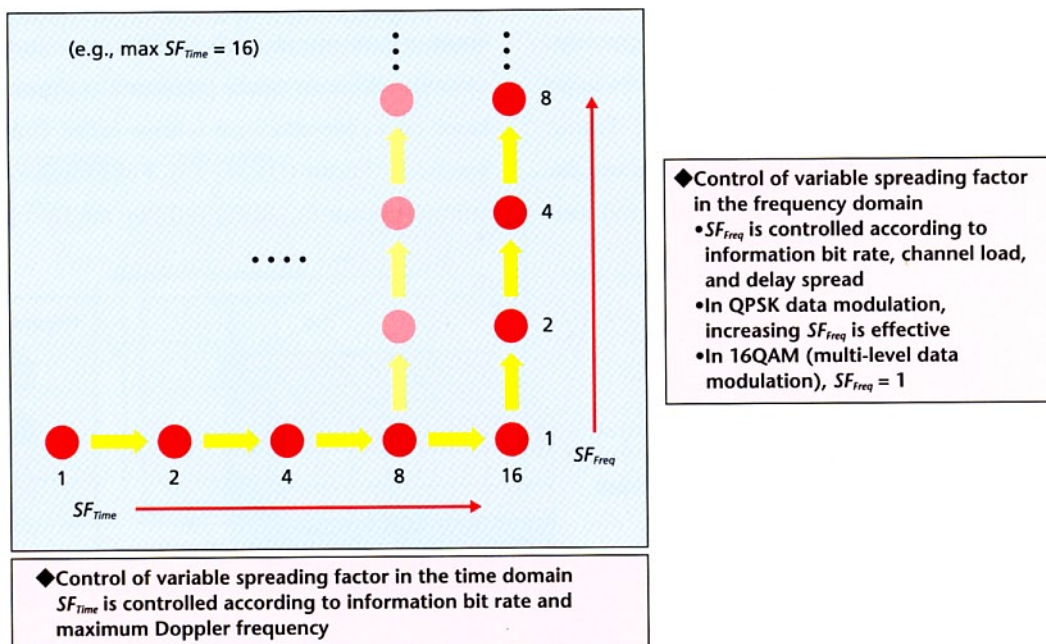 (e.g., max SFTime = 16)
8
4
2
1
1 2 4 8 16
SFFreq
SFTime
◆Control of variable spreading factor
in the frequency domain
•SFFreq is controlled according to
information bit rate, channel load,
and delay spread
•In QPSK data modulation,
increasing SFFreq is effective
•In 16QAM (multi-level data
modulation), SFFreq = 1
◆Control of variable spreading factor in the time domain
SFTime is controlled according to information bit rate and
maximum Doppler frequency